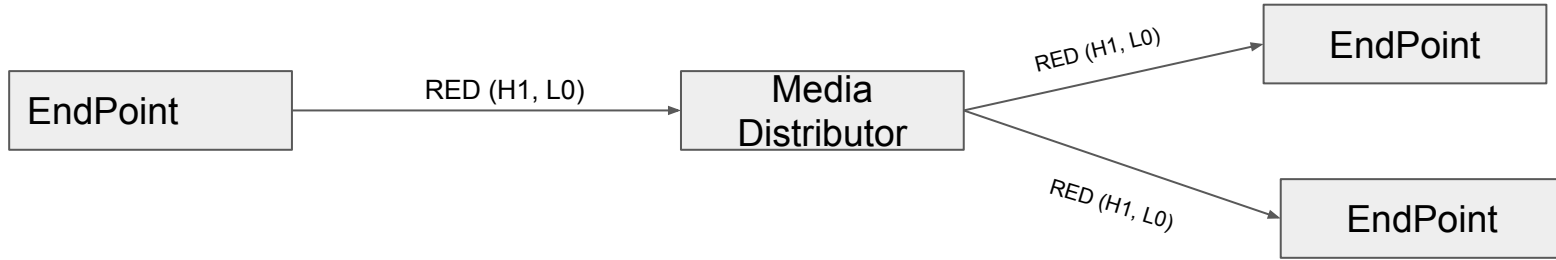 EndPoint
RED (H1, L0)
Media
Distributor
RED (H1, L0)
EndPoint
RED (H1, L0)
EndPoint